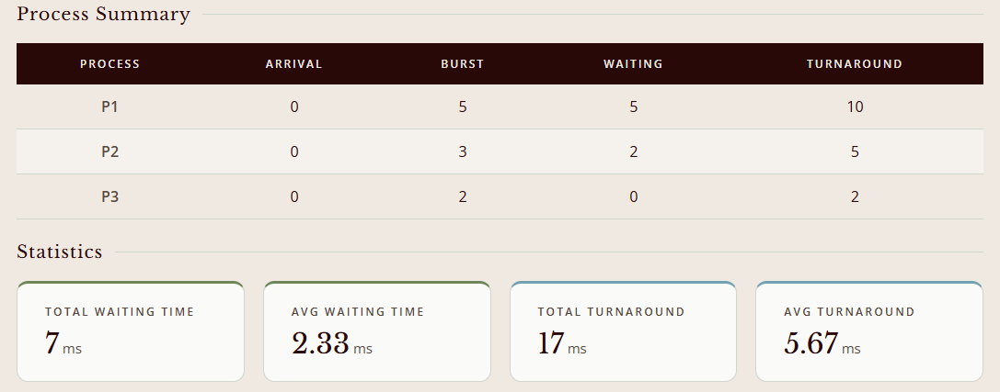 Process Summary
PROCESS ARRIVAL BURST WAITING TURNAROUND
P1 0 5 5 10
P2 0 3 2 5
P3 0 2 0 2
Statistics
TOTAL WAITING TIME AVG WAITING TIME TOTAL TURNAROUND AVG TURNAROUND
7 ms 2.33 ms 17 ms 5.67 ms